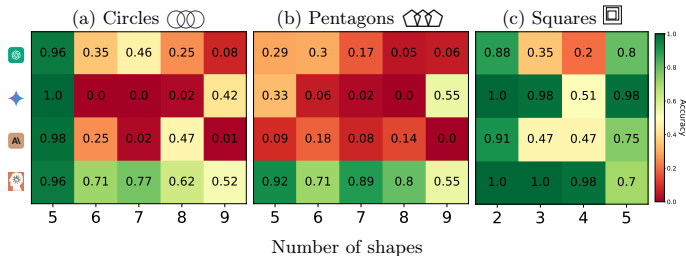 (a) Circles (b) Pentagons (c) Squares
0.96 0.35 0.46 0.25 0.08 0.29 0.3 0.17 0.05 0.06 0.88 0.35 0.2 0.8 1.0
1.0 0.0 0.0 0.02 0.42 0.33 0.06 0.02 0.0 0.55 1.0 0.98 0.51 0.98 0.8
0.6
Accuracy
0.98 0.25 0.02 0.47 0.01 0.09 0.18 0.08 0.14 0.0 0.91 0.47 0.47 0.75 0.4
0.96 0.71 0.77 0.62 0.52 0.92 0.71 0.89 0.8 0.55 1.0 1.0 0.98 0.7 0.2
0.0
5 6 7 8 9 5 6 7 8 9 2 3 4 5
Number of shapes